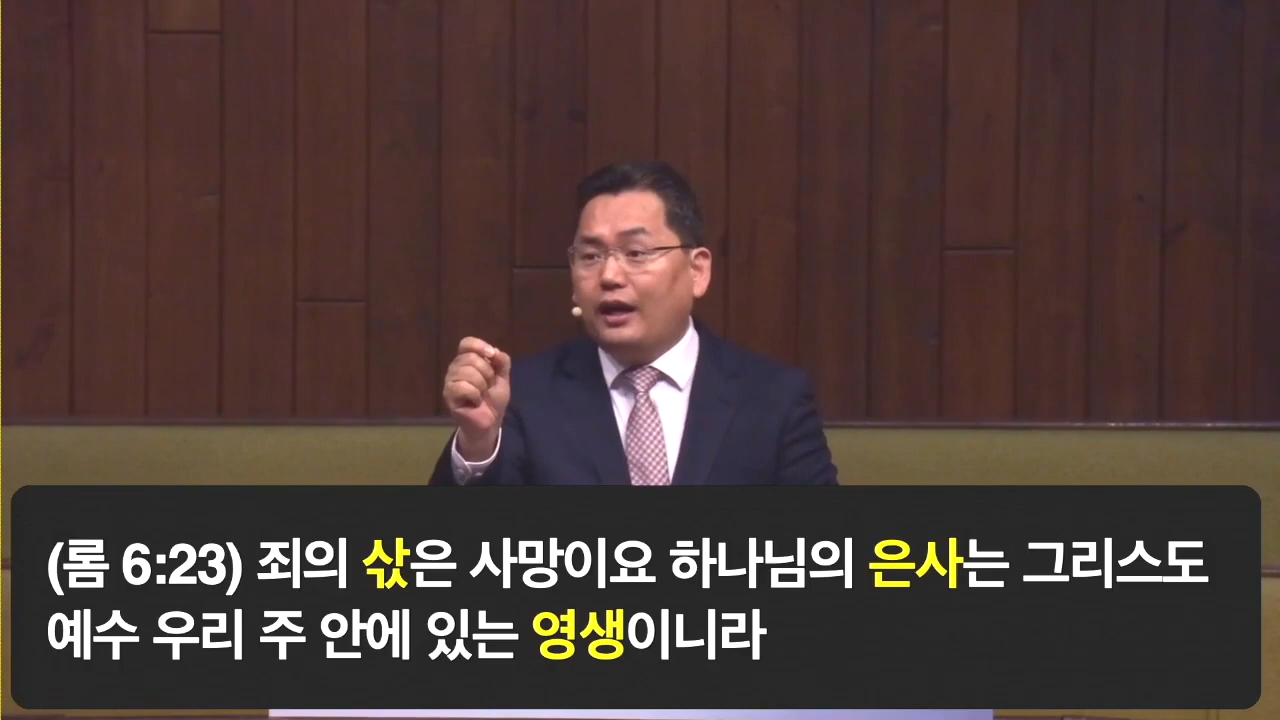 (롬 6:23) 죄의 삯은 사망이요 하나님의 은사는 그리스도
예수 우리 주 안에 있는 영생이니라